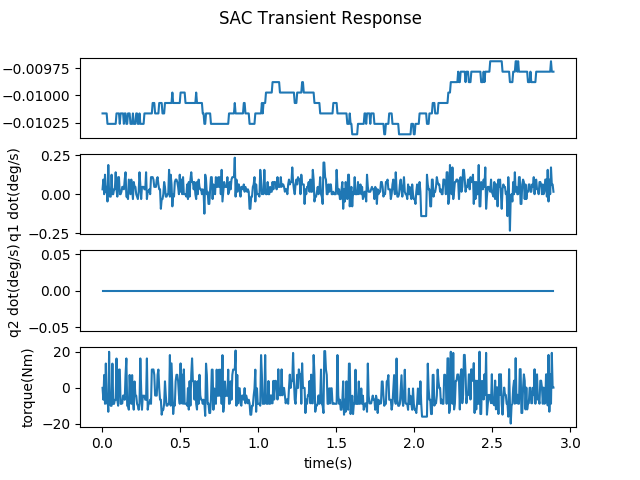 SAC Transient Response
−0.00975
−0.01000
−0.01025
0.25
0.00
−0.25
q1 dot(deg/s)
0.05
0.00
−0.05
q2 dot(deg/s)
20
0
−20
torque(Nm)
0.0 0.5 1.0 1.5 2.0 2.5 3.0
time(s)